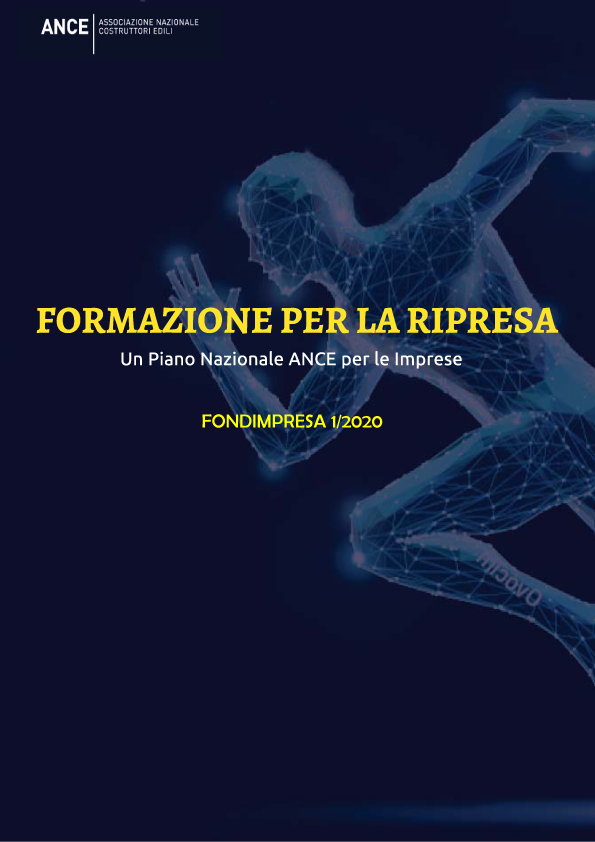 ANCE
ASSOCIAZIONE NAZIONALE
COSTRUTTORI EDILI
FORMAZIONE PER LA RIPRESA
Un Piano Nazionale ANCE per le Imprese
FONDIMPRESA 1/2020